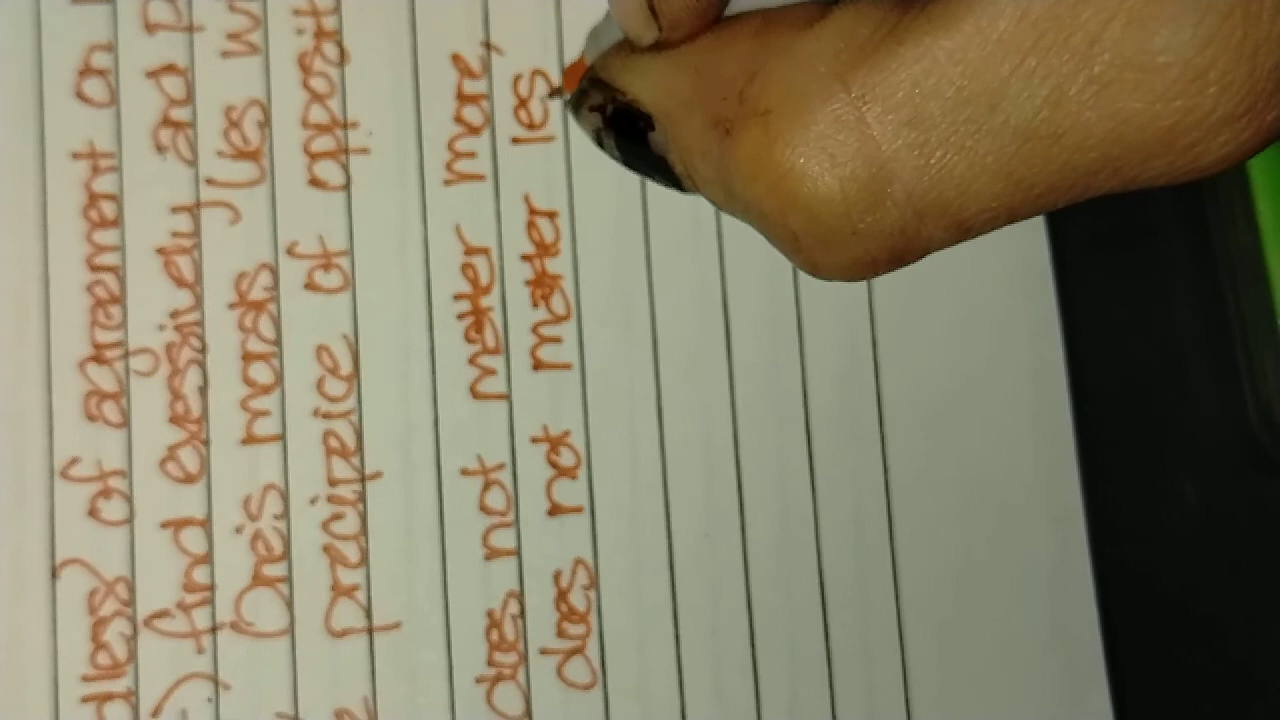 dless of agreement on
find excessively and p
One's morals lies w
precipice of opposit
does not matter more,
does not matter les